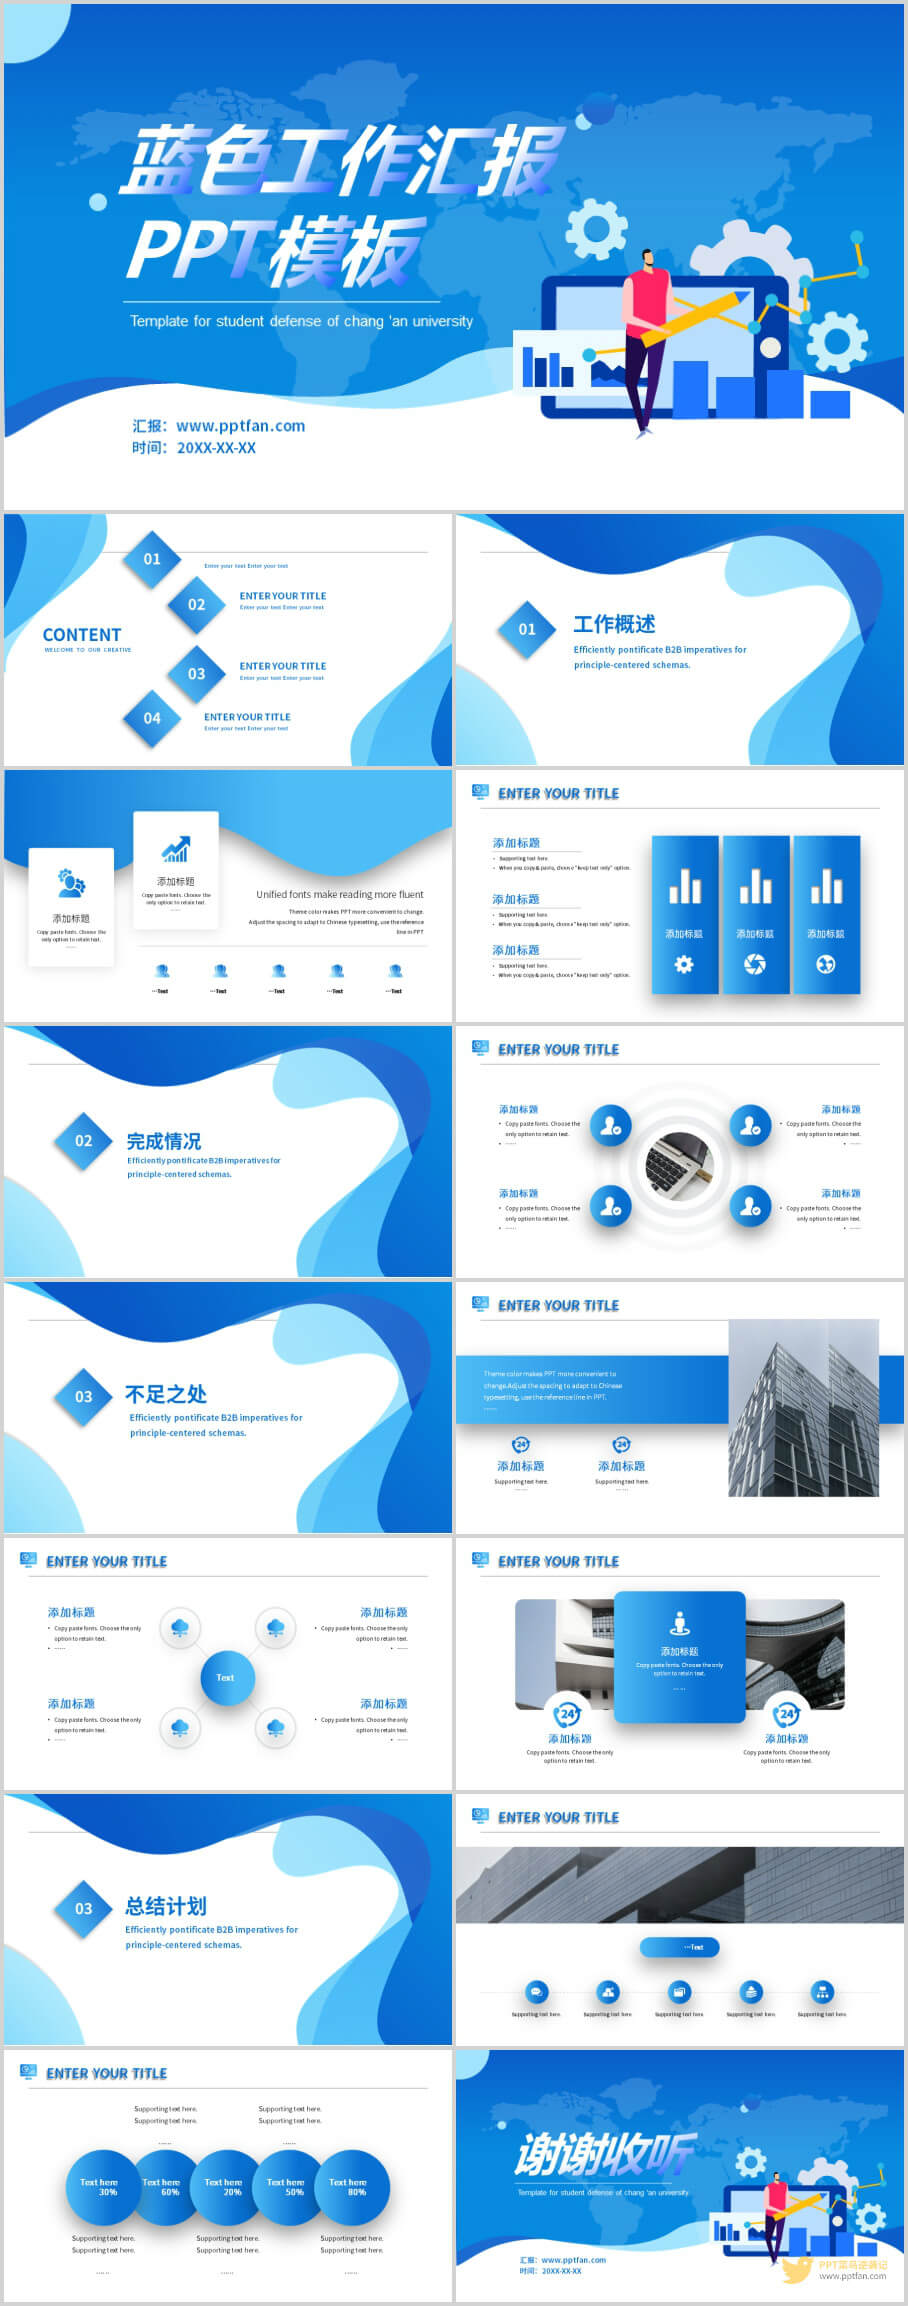 蓝色工作汇报
PPT模板
Template for student defense of chang 'an university
汇报：www.pptfan.com
时间：20XX-XX-XX
CONTENT
WELCOME TO OUR CREATIVE
01
Enter your text Enter your text
02
ENTER YOUR TITLE
Enter your text Enter your text
03
ENTER YOUR TITLE
Enter your text Enter your text
04
ENTER YOUR TITLE
Enter your text Enter your text
01
工作概述
Efficiently pontificate B2B imperatives for
principle-centered schemas.
添加标题
Copy paste fonts. Choose the
only option to retain text.
......
添加标题
Copy paste fonts. Choose the
only option to retain text.
......
Unified fonts make reading more fluent
Theme color makes PPT more convenient to change.
Adjust the spacing to adapt to Chinese typesetting, use the reference
line in PPT
...Text
...Text
...Text
...Text
...Text
ENTER YOUR TITLE
添加标题
• Supporting text here.
• When you copy & paste, choose "keep text only" option.
添加标题
• Supporting text here.
• When you copy & paste, choose "keep text only" option.
添加标题
• Supporting text here.
• When you copy & paste, choose "keep text only" option.
添加标题
添加标题
添加标题
02
完成情况
Efficiently pontificate B2B imperatives for
principle-centered schemas.
ENTER YOUR TITLE
添加标题
• Copy paste fonts. Choose the
only option to retain text.
• ......
添加标题
• Copy paste fonts. Choose the
only option to retain text.
• ......
添加标题
• Copy paste fonts. Choose the
only option to retain text.
• ......
添加标题
• Copy paste fonts. Choose the
only option to retain text.
• ......
03
不足之处
Efficiently pontificate B2B imperatives for
principle-centered schemas.
ENTER YOUR TITLE
Theme color makes PPT more convenient to
change.Adjust the spacing to adapt to Chinese
typesetting, use the reference line in PPT.
......
24
添加标题
Supporting text here.
......
24
添加标题
Supporting text here.
......
ENTER YOUR TITLE
添加标题
• Copy paste fonts. Choose the only
option to retain text.
• ......
添加标题
• Copy paste fonts. Choose the only
option to retain text.
• ......
Text
添加标题
• Copy paste fonts. Choose the only
option to retain text.
• ......
添加标题
• Copy paste fonts. Choose the only
option to retain text.
• ......
ENTER YOUR TITLE
添加标题
Copy paste fonts. Choose the only
option to retain text.
......
24
添加标题
Copy paste fonts. Choose the only
option to retain text.
24
添加标题
Copy paste fonts. Choose the only
option to retain text.
03
总结计划
Efficiently pontificate B2B imperatives for
principle-centered schemas.
ENTER YOUR TITLE
...Text
Supporting text here.
Supporting text here.
Supporting text here.
Supporting text here.
Supporting text here.
ENTER YOUR TITLE
Supporting text here.
Supporting text here.
......
Supporting text here.
Supporting text here.
......
Text here
30%
Text here
60%
Text here
20%
Text here
50%
Text here
80%
Supporting text here.
Supporting text here.
......
Supporting text here.
Supporting text here.
......
Supporting text here.
Supporting text here.
......
谢谢收听
Template for student defense of chang 'an university
汇报：www.pptfan.com
时间：20XX-XX-XX
PPT菜鸟逆袭记
www.pptfan.com